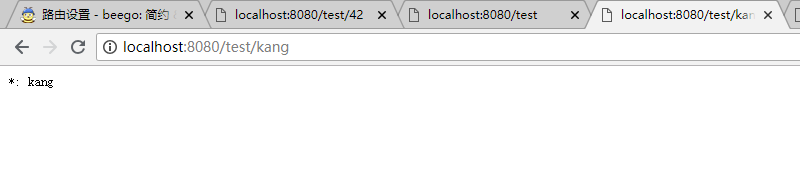 路由设置 - beego: 简约
localhost:8080/test/42
localhost:8080/test
localhost:8080/test/kan
localhost:8080/test/kang
*: kang